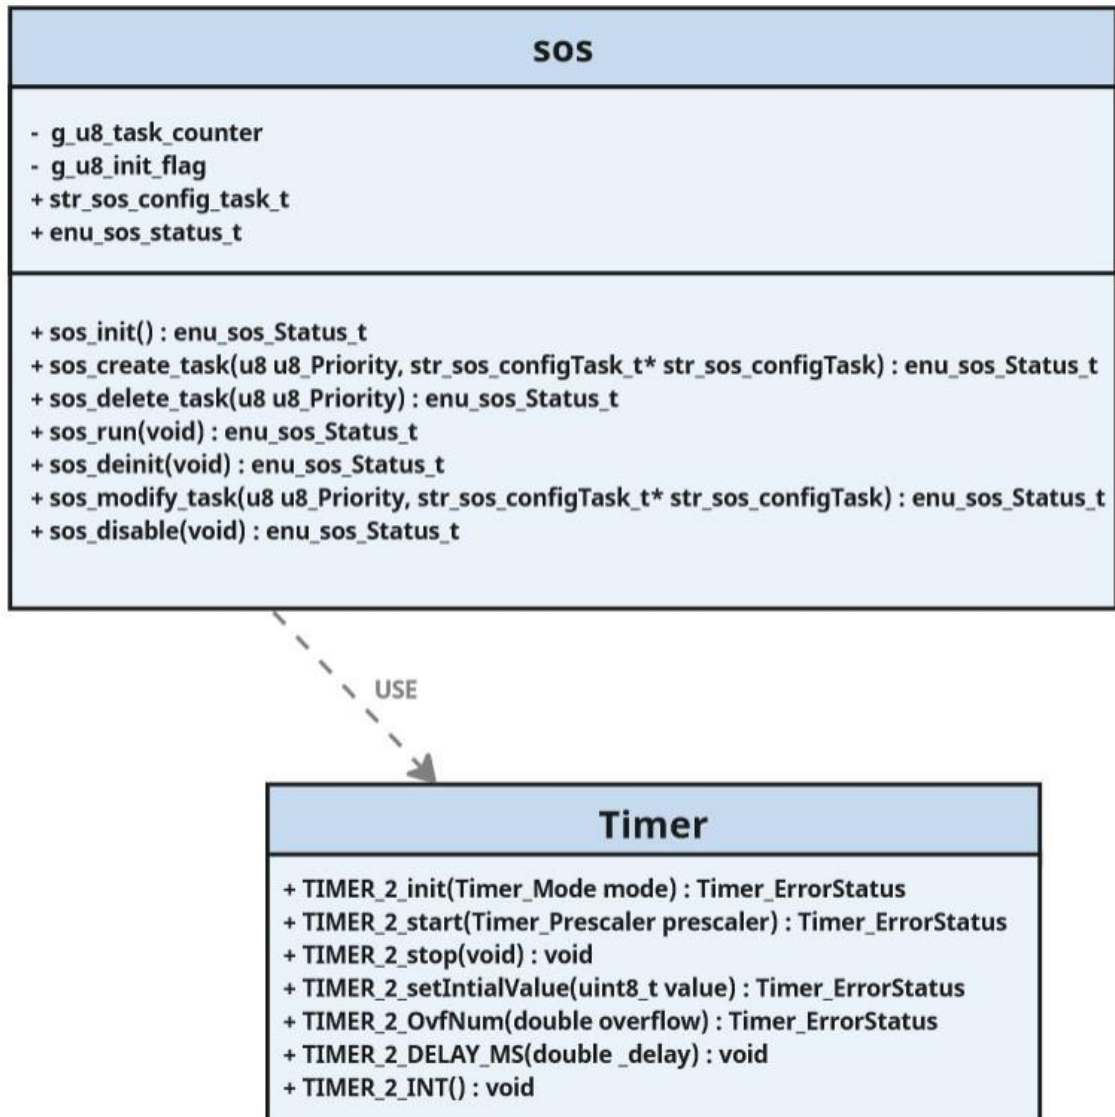 sos
- g_u8_task_counter
- g_u8_init_flag
+ str_sos_config_task_t
+ enu_sos_status_t
+ sos_init() : enu_sos_Status_t
+ sos_create_task(u8 u8_Priority, str_sos_configTask_t* str_sos_configTask) : enu_sos_Status_t
+ sos_delete_task(u8 u8_Priority) : enu_sos_Status_t
+ sos_run(void) : enu_sos_Status_t
+ sos_deinit(void) : enu_sos_Status_t
+ sos_modify_task(u8 u8_Priority, str_sos_configTask_t* str_sos_configTask) : enu_sos_Status_t
+ sos_disable(void) : enu_sos_Status_t
USE
Timer
+ TIMER_2_init(Timer_Mode mode) : Timer_ErrorStatus
+ TIMER_2_start(Timer_Prescaler prescaler) : Timer_ErrorStatus
+ TIMER_2_stop(void) : void
+ TIMER_2_setIntialValue(uint8_t value) : Timer_ErrorStatus
+ TIMER_2_OvfNum(double overflow) : Timer_ErrorStatus
+ TIMER_2_DELAY_MS(double _delay) : void
+ TIMER_2_INT() : void